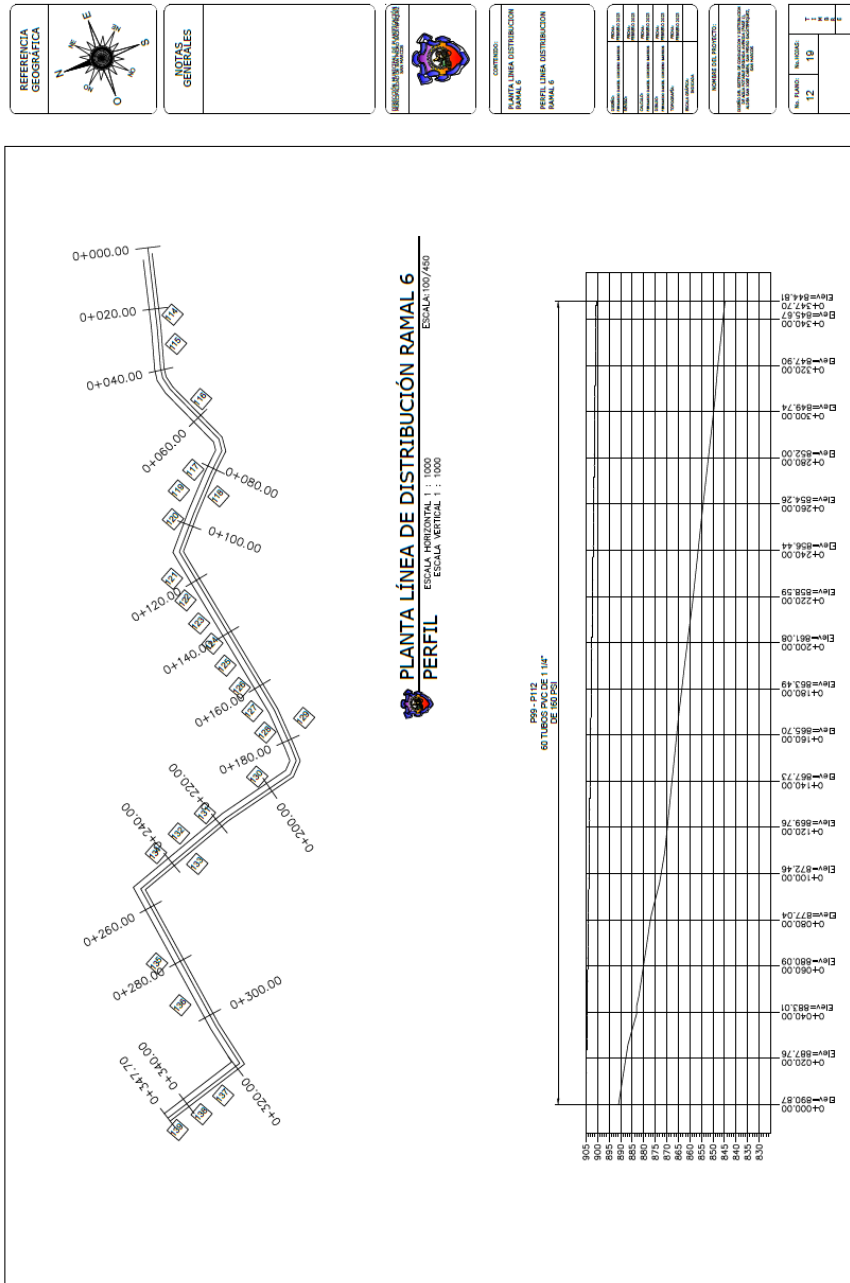 REFERENCIA
GEOGRÁFICA
N
NE
E
SE
S
SO
O
NO
NOTAS
GENERALES
SAN MARCOS
CONTENIDO:
PLANTA LÍNEA DISTRIBUCION
RAMAL 6
PERFIL LINEA DISTRIBUCION
RAMAL 6
NOMBRE DEL PROYECTO:
No. PLANO:
12
No. HOJAS:
19
T
I
M
B
R
E
0+000.00
0+020.00
0+040.00
0+060.00
0+080.00
0+100.00
0+120.00
0+140.00
0+160.00
0+180.00
0+200.00
0+220.00
0+240.00
0+260.00
0+280.00
0+300.00
0+320.00
0+340.00
0+347.70
114
115
116
117
118
119
120
121
122
123
124
125
126
127
128
129
130
131
132
133
134
135
136
137
138
139
PLANTA LÍNEA DE DISTRIBUCIÓN RAMAL 6
ESCALA:100/450
PERFIL
ESCALA HORIZONTAL 1 : 1000
ESCALA VERTICAL 1 : 1000
P99 - P112
60 TUBOS PVC DE 1 1/4"
DE 160 PSI
905
900
895
890
885
880
875
870
865
860
855
850
845
840
835
830
0+000.00
Elev=890.87
0+020.00
Elev=887.76
0+040.00
Elev=883.01
0+060.00
Elev=880.09
0+080.00
Elev=877.04
0+100.00
Elev=872.46
0+120.00
Elev=869.76
0+140.00
Elev=867.73
0+160.00
Elev=865.70
0+180.00
Elev=863.49
0+200.00
Elev=861.08
0+220.00
Elev=858.59
0+240.00
Elev=856.44
0+260.00
Elev=854.26
0+280.00
Elev=852.00
0+300.00
Elev=849.74
0+320.00
Elev=847.90
0+340.00
Elev=845.67
0+347.70
Elev=844.81